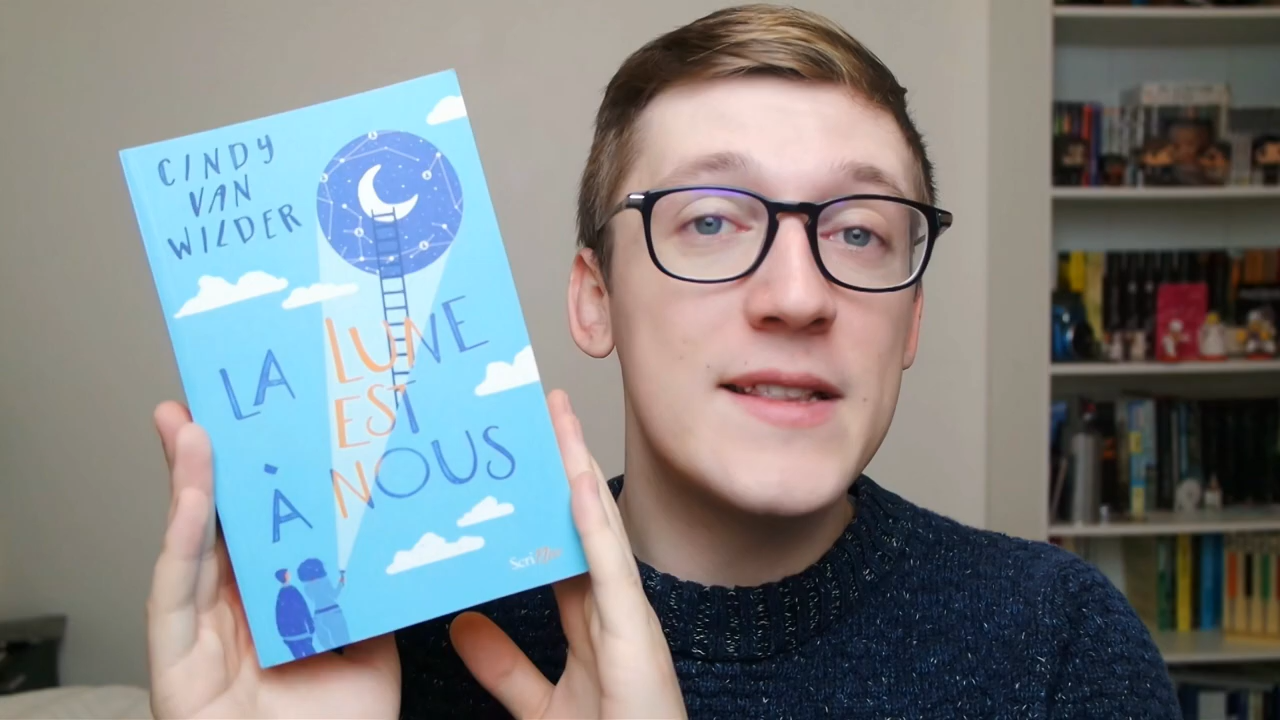 CINDY
VAN
WILDER
LA LUNE
EST
À NOUS
Scrineo